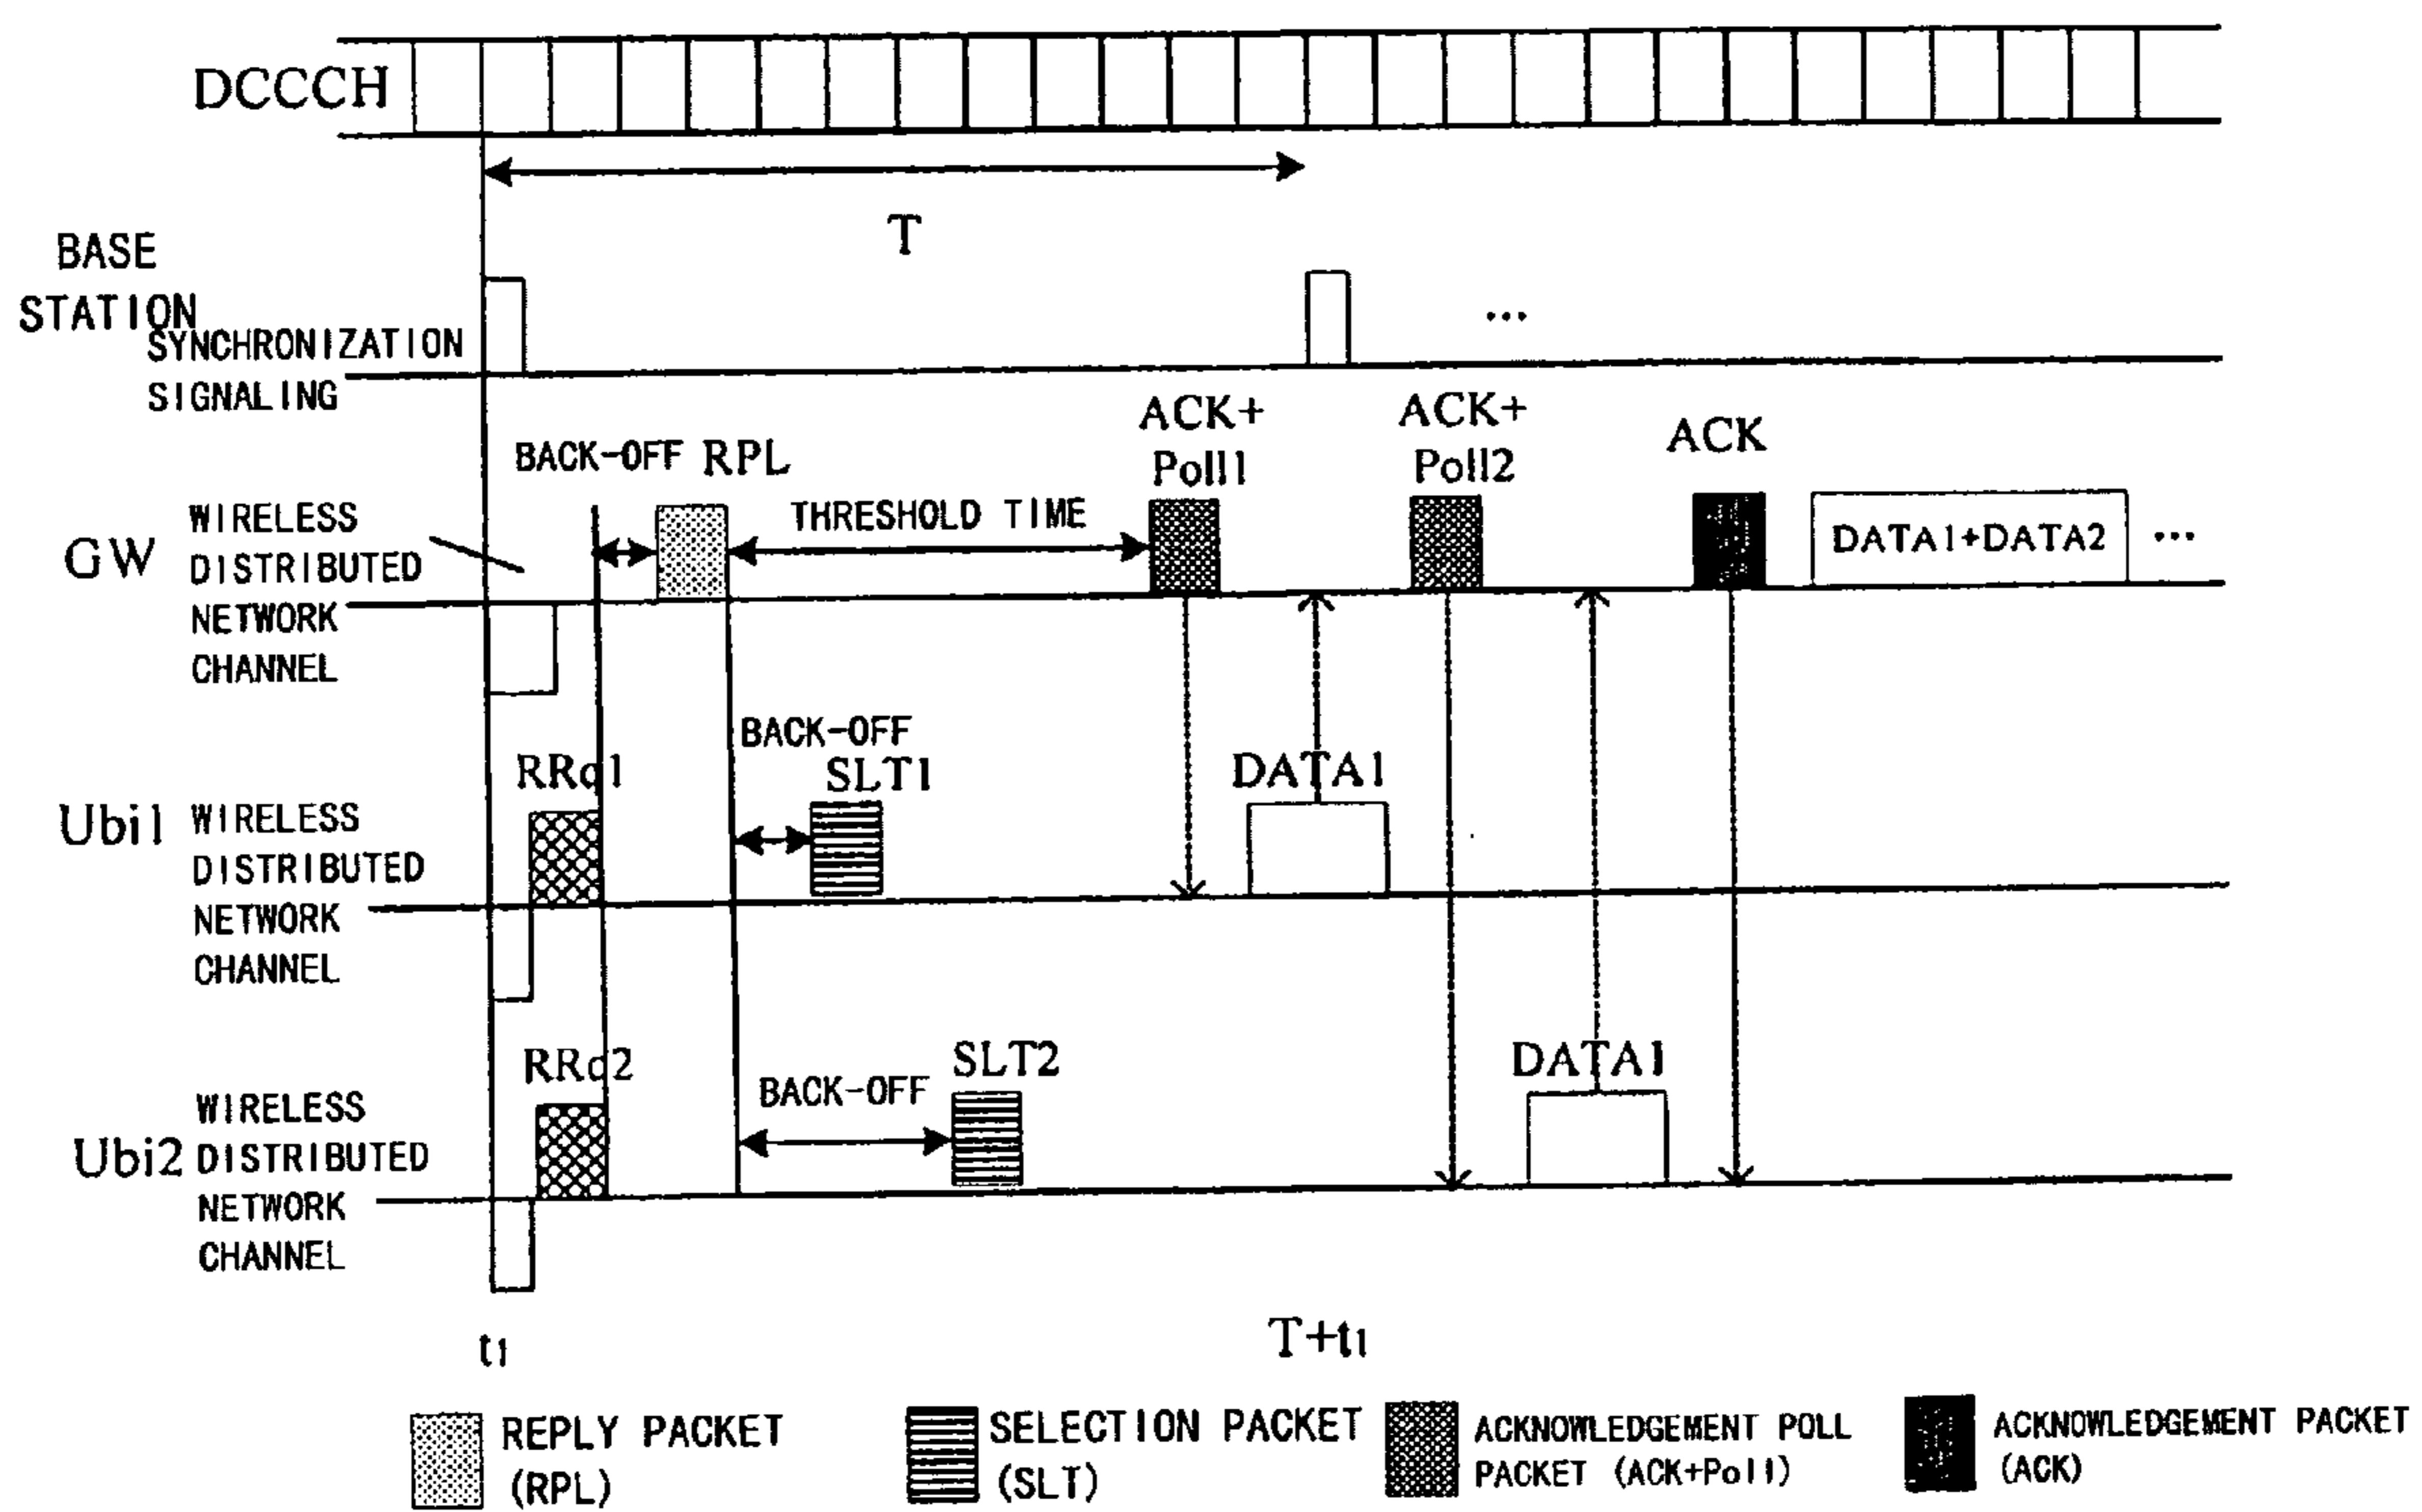 DCCCH
T
BASE
STATION
SYNCHRONIZATION
SIGNALING
...
ACK+
Poll1
ACK+
Poll2
ACK
BACK-OFF RPL
THRESHOLD TIME
DATA1+DATA2
...
GW
WIRELESS
DISTRIBUTED
NETWORK
CHANNEL
BACK-OFF
RRq1
SLT1
DATA1
Ubi1
WIRELESS
DISTRIBUTED
NETWORK
CHANNEL
RRq2
BACK-OFF
SLT2
DATA1
Ubi2
WIRELESS
DISTRIBUTED
NETWORK
CHANNEL
t1
T+t1
REPLY PACKET
(RPL)
SELECTION PACKET
(SLT)
ACKNOWLEDGEMENT POLL
PACKET (ACK+Poll)
ACKNOWLEDGEMENT PACKET
(ACK)